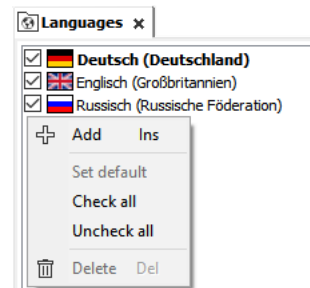 Languages
Deutsch (Deutschland)
Englisch (Großbritannien)
Russisch (Russische Föderation)
Add Ins
Set default
Check all
Uncheck all
Delete Del